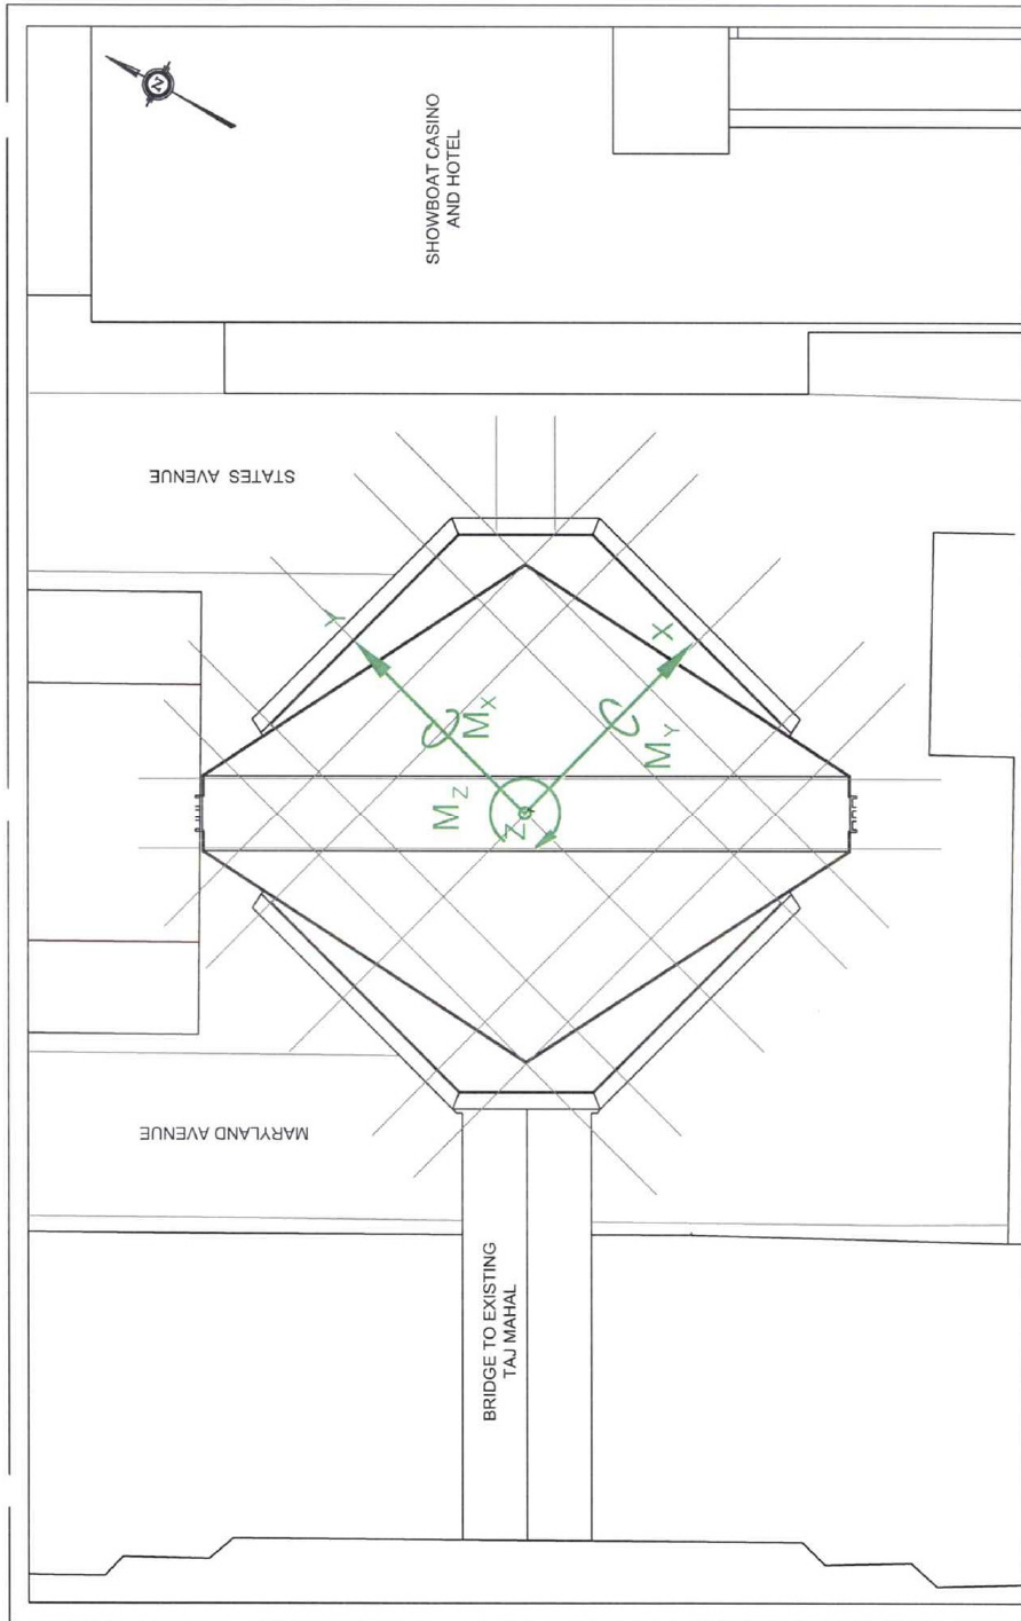 N
SHOWBOAT CASINO
AND HOTEL
STATES AVENUE
Y
X
MX
MY
MZ
Z
MARYLAND AVENUE
BRIDGE TO EXISTING
TAJ MAHAL